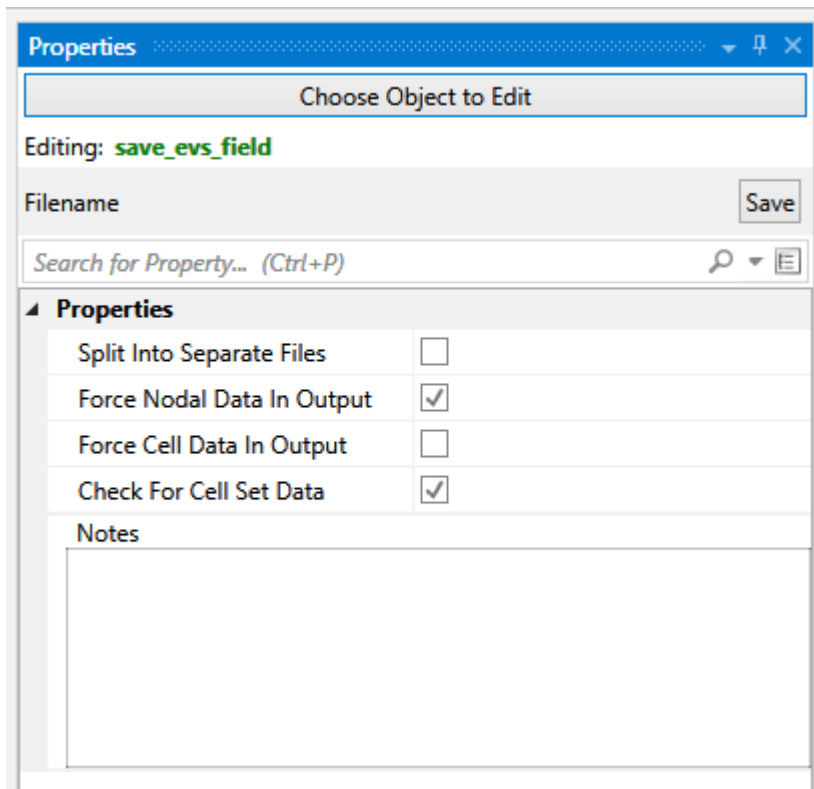 Properties
Choose Object to Edit
Editing: save_evs_field
Filename Save
Search for Property... (Ctrl+P)
Properties
Split Into Separate Files
Force Nodal Data In Output
Force Cell Data In Output
Check For Cell Set Data
Notes